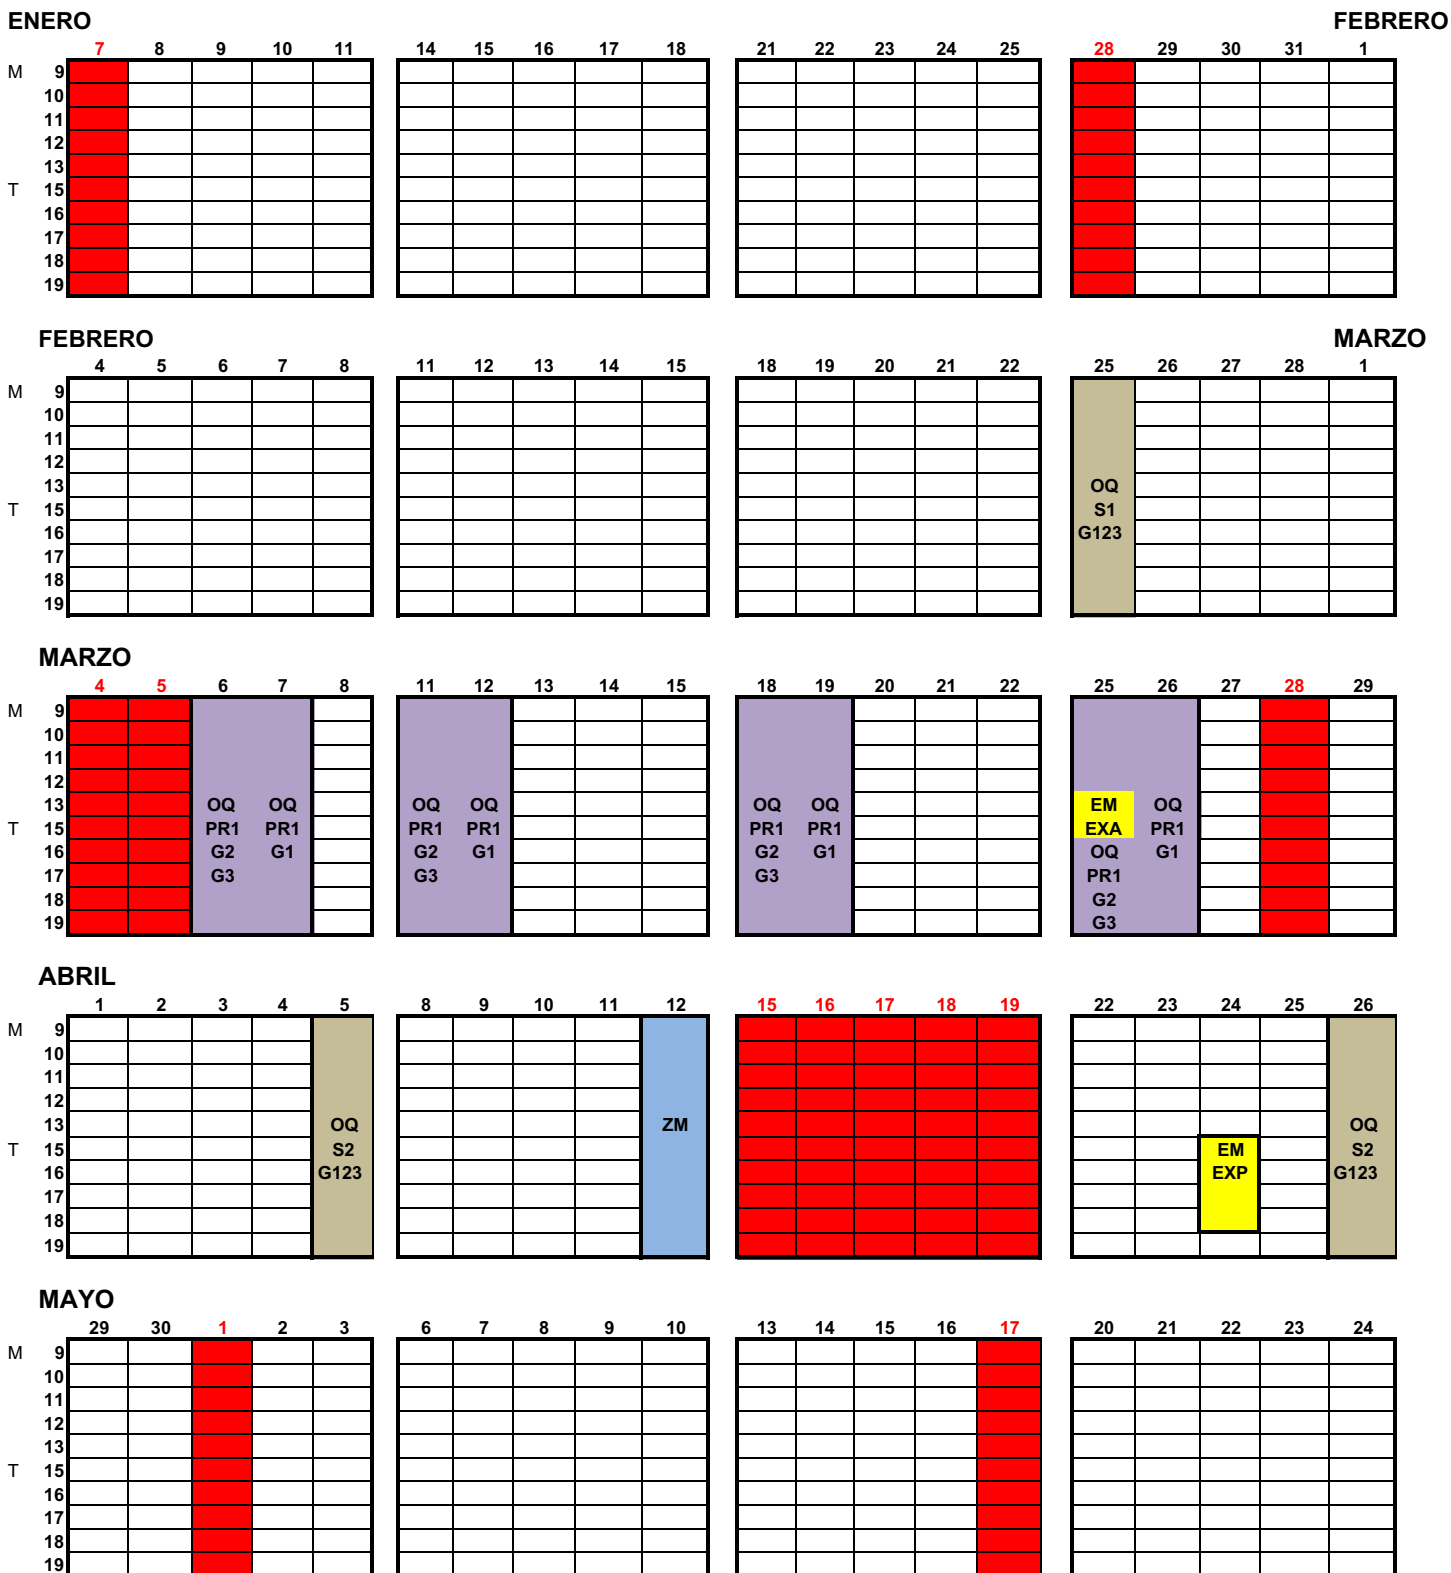 ENERO FEBRERO
7 8 9 10 11 14 15 16 17 18 21 22 23 24 25 28 29 30 31 1
M 9
10
11
12
13
T 15
16
17
18
19
FEBRERO MARZO
4 5 6 7 8 11 12 13 14 15 18 19 20 21 22 25 26 27 28 1
M 9
10
11
12
13 OQ
T 15 S1
16 G123
17
18
19
MARZO
4 5 6 7 8 11 12 13 14 15 18 19 20 21 22 25 26 27 28 29
M 9
10
11
12
13 OQ OQ OQ OQ OQ OQ EM OQ
T 15 PR1 PR1 PR1 PR1 PR1 PR1 EXA PR1
16 G2 G1 G2 G1 G2 G1 OQ G1
17 G3 G3 G3 PR1
18 G2
19 G3
ABRIL
1 2 3 4 5 8 9 10 11 12 15 16 17 18 19 22 23 24 25 26
M 9
10
11
12
13 OQ ZM OQ
T 15 S2 EM S2
16 G123 EXP G123
17
18
19
MAYO
29 30 1 2 3 6 7 8 9 10 13 14 15 16 17 20 21 22 23 24
M 9
10
11
12
13
T 15
16
17
18
19